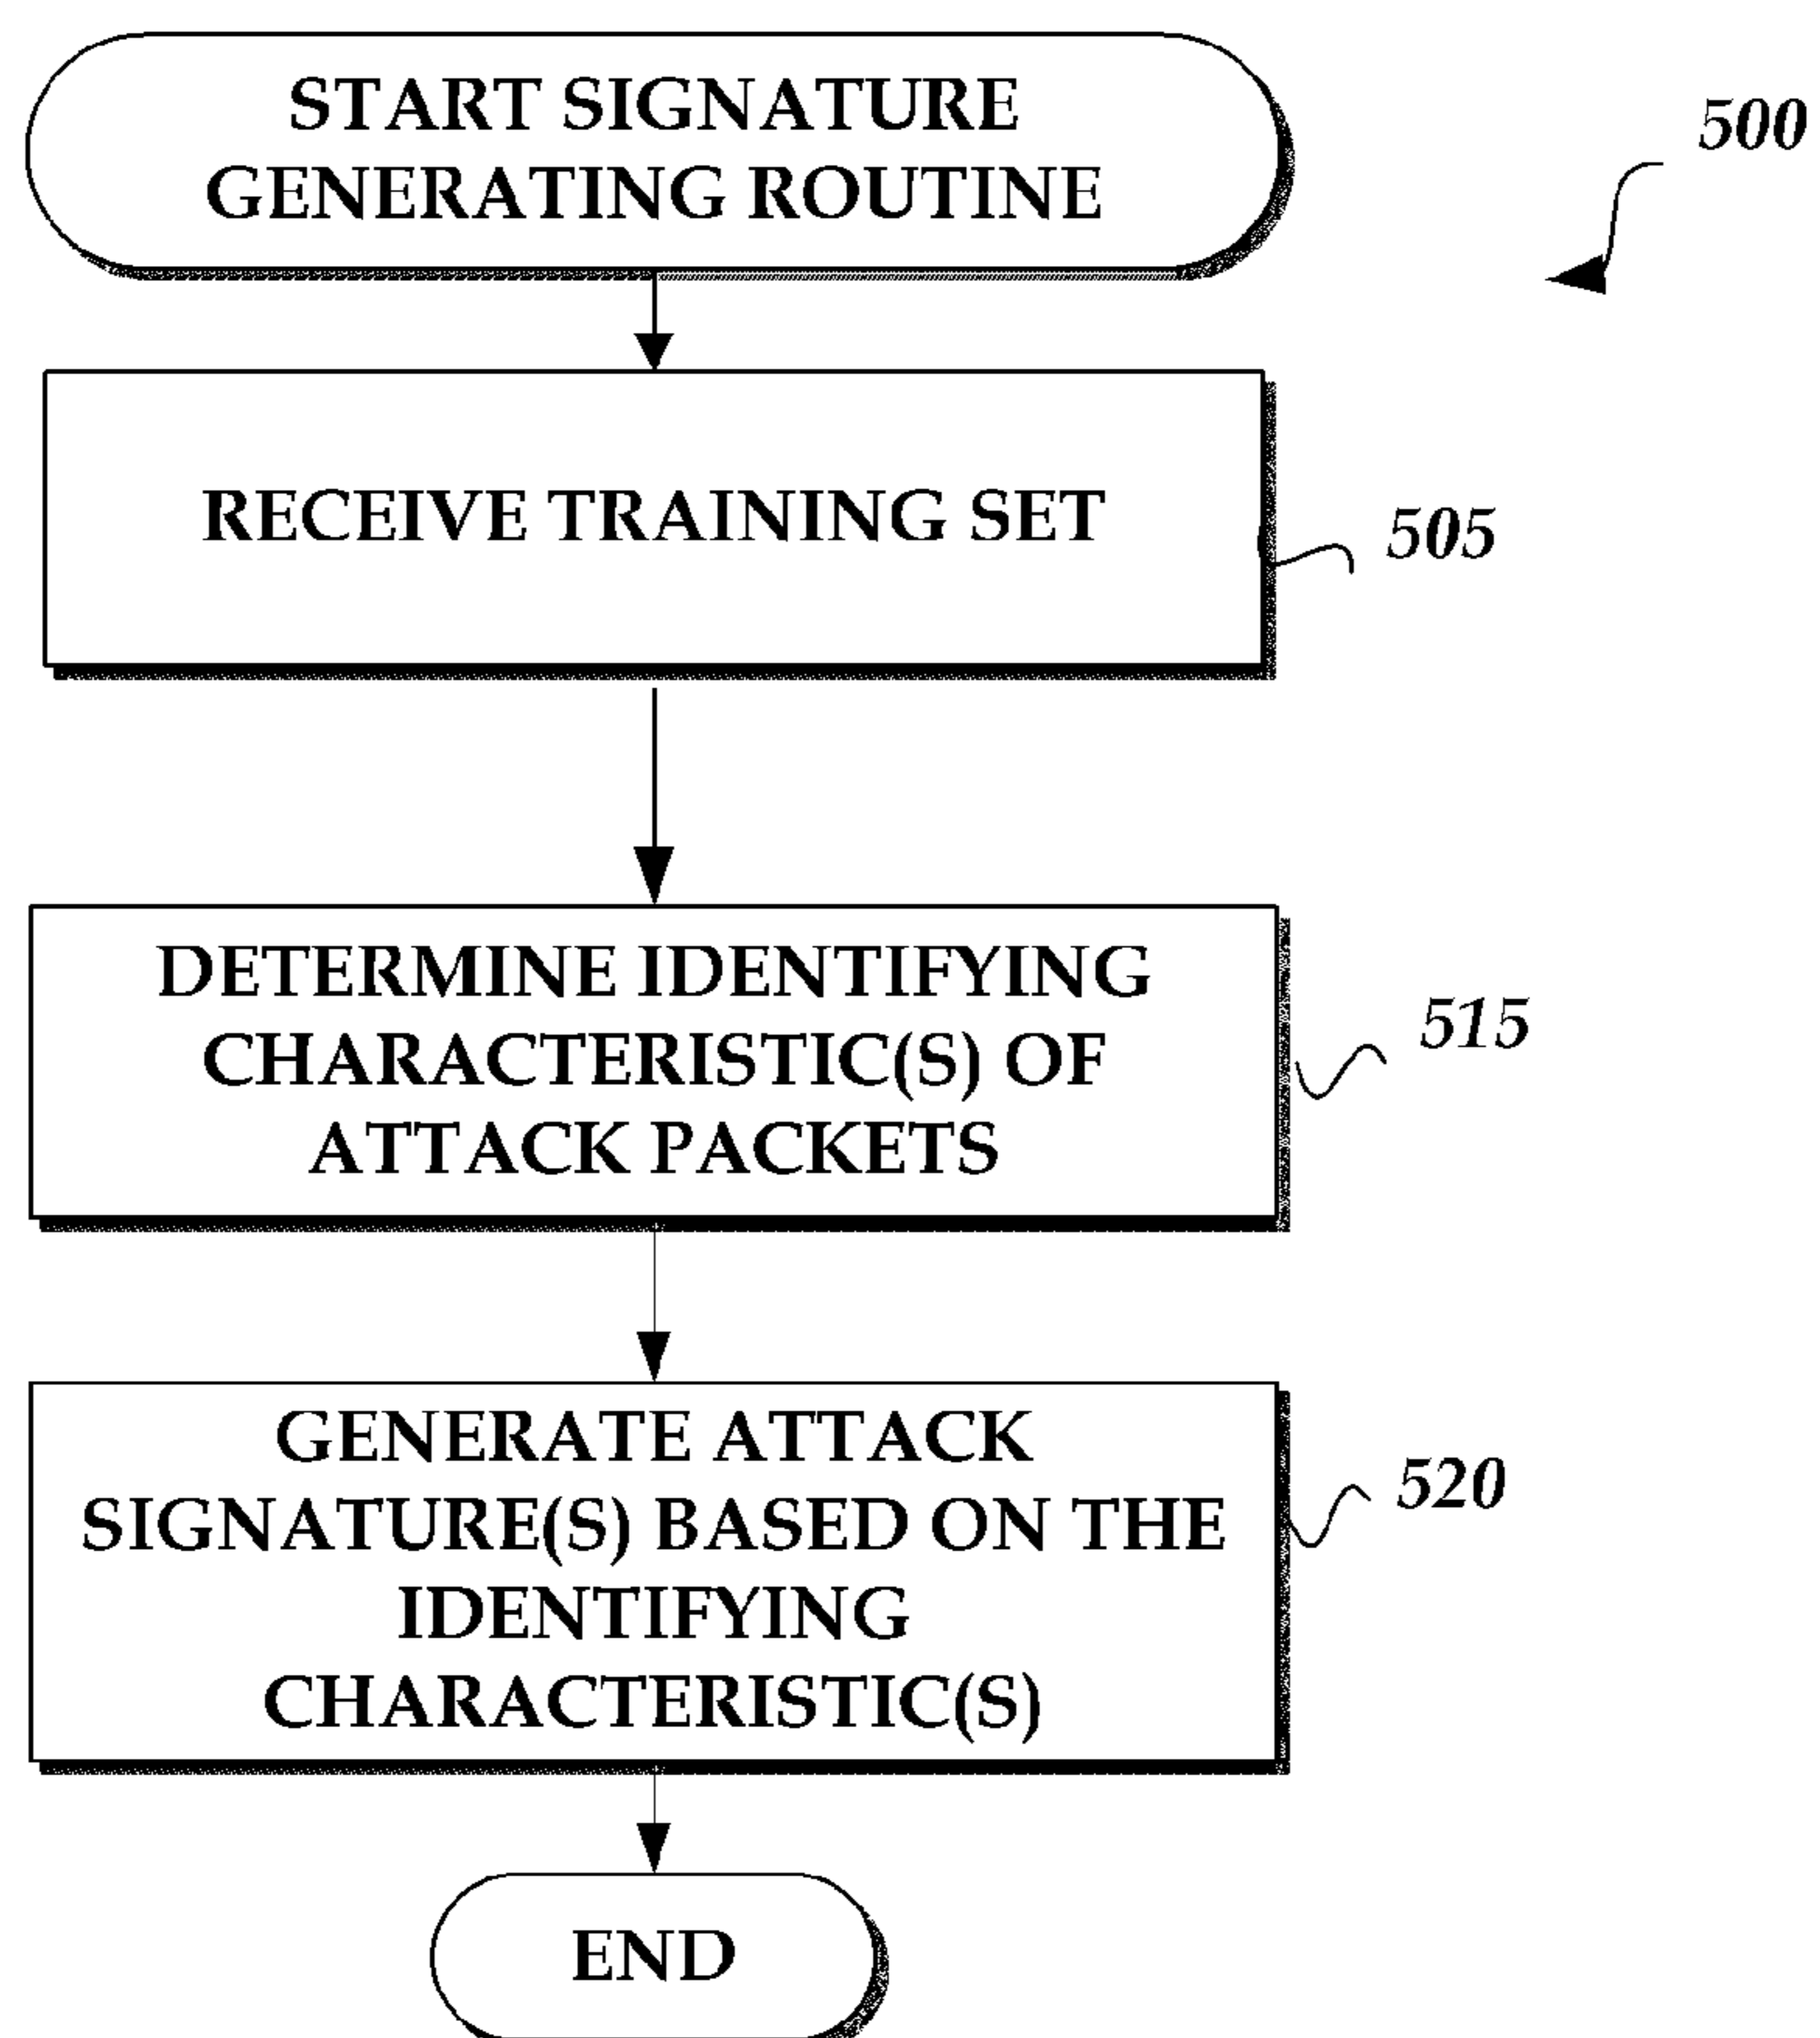 START SIGNATURE
GENERATING ROUTINE
500
RECEIVE TRAINING SET
505
DETERMINE IDENTIFYING
CHARACTERISTIC(S) OF
ATTACK PACKETS
515
GENERATE ATTACK
SIGNATURE(S) BASED ON THE
IDENTIFYING
CHARACTERISTIC(S)
520
END